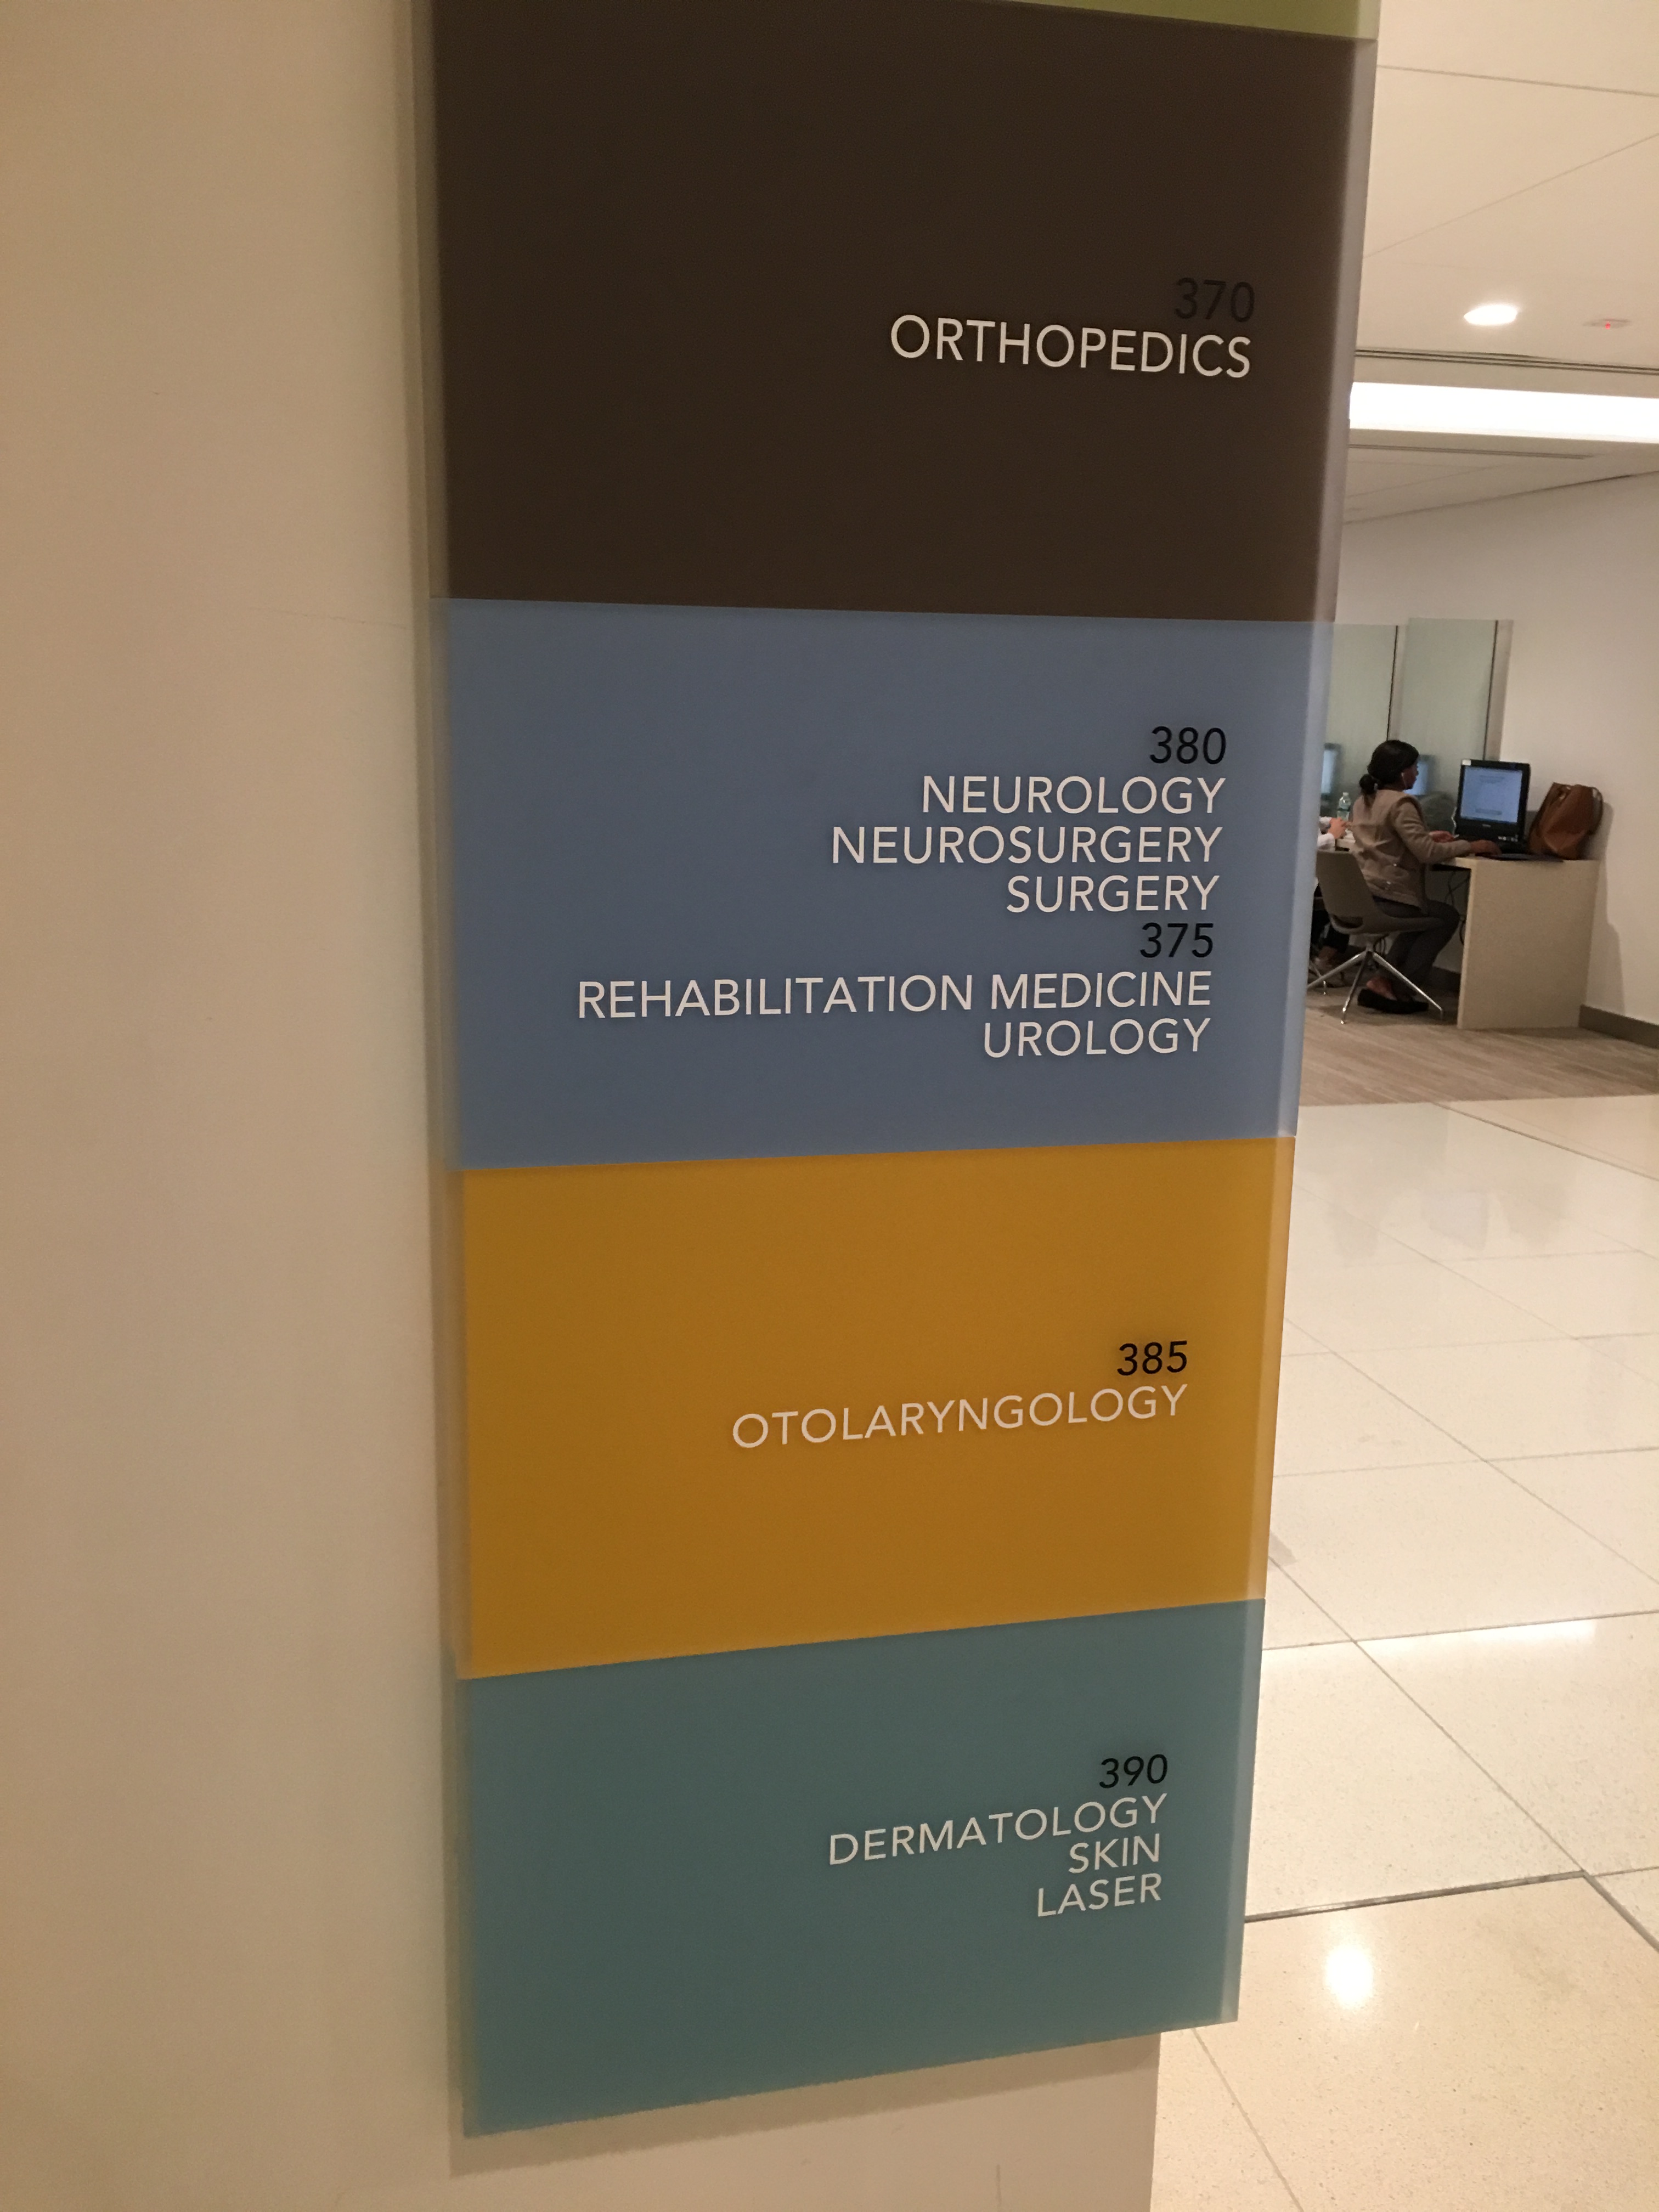 370
ORTHOPEDICS
380
NEUROLOGY
NEUROSURGERY
SURGERY
375
REHABILITATION MEDICINE
UROLOGY
385
OTOLARYNGOLOGY
390
DERMATOLOGY
SKIN
LASER